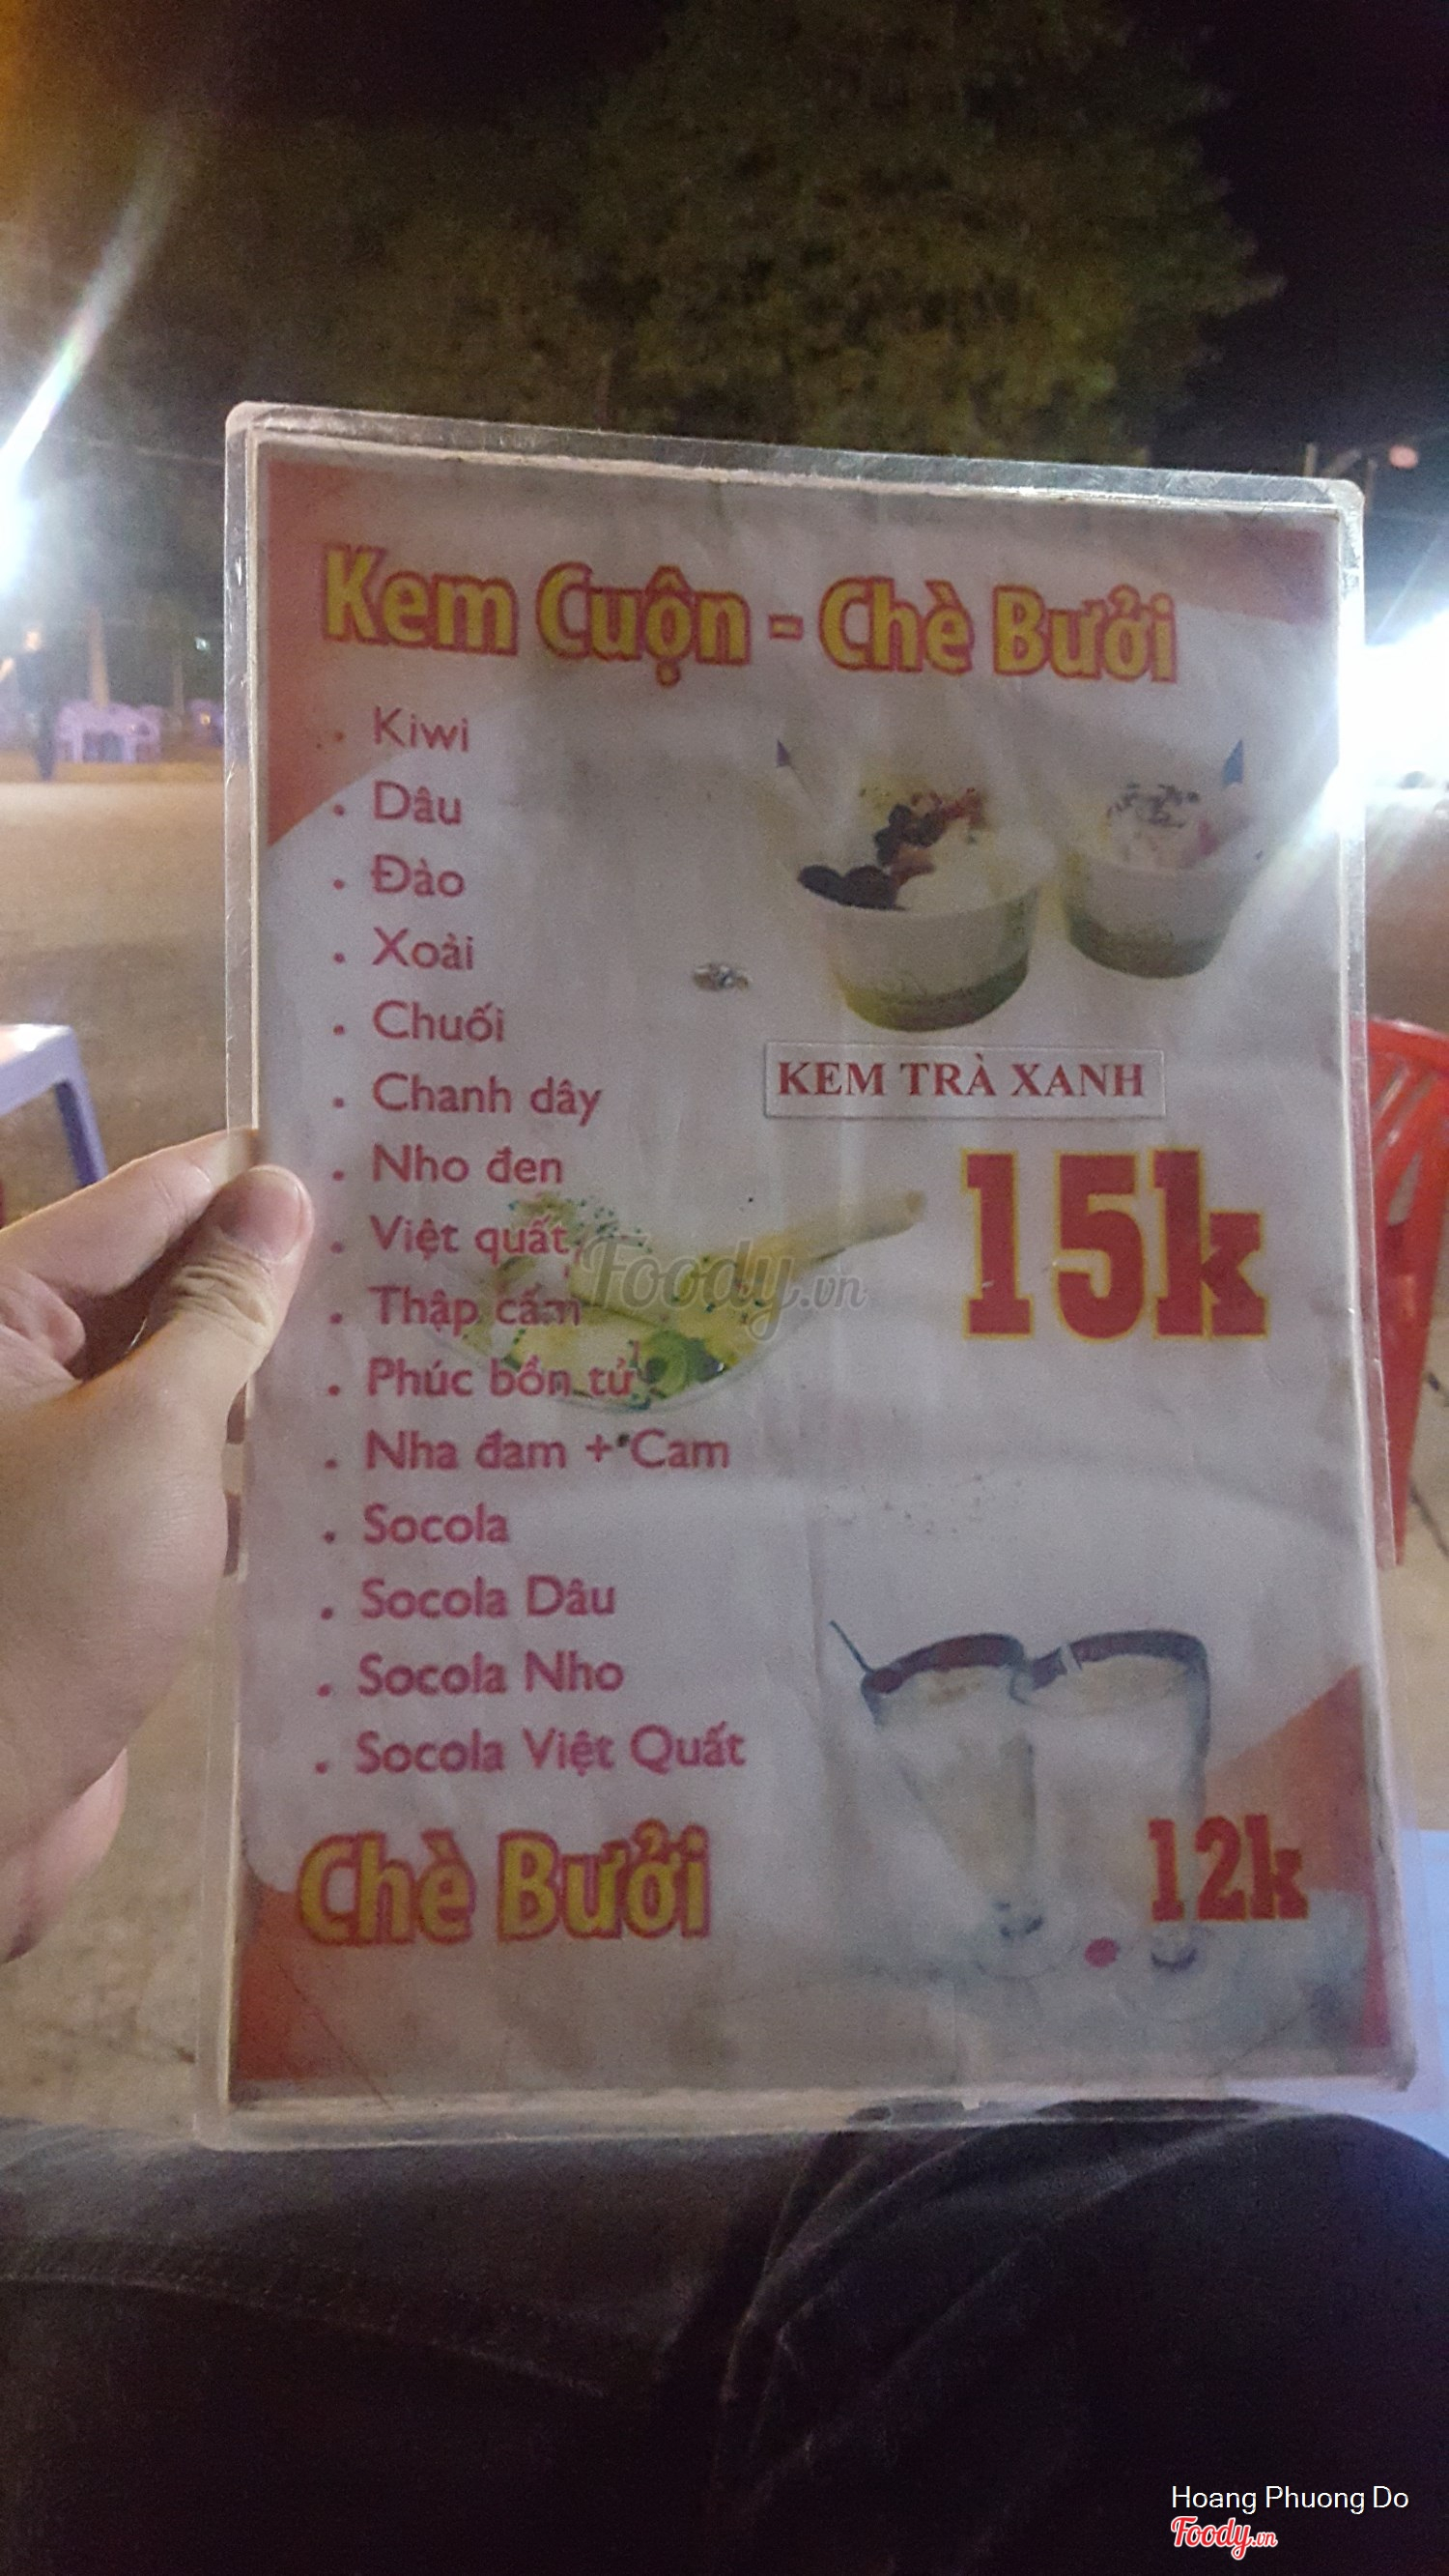 Kem Cuộn - Chè Bưởi
. Kiwi
. Dâu
. Đào
. Xoài
. Chuối
. Chanh dây
. Nho đen
. Việt quất
. Thập cẩm
. Phúc bồn tử
. Nha đam + Cam
. Socola
. Socola Dâu
. Socola Nho
. Socola Việt Quất
KEM TRÀ XANH
15k
Foody.vn
Chè Bưởi
12k
Hoang Phuong Do
Foody.vn